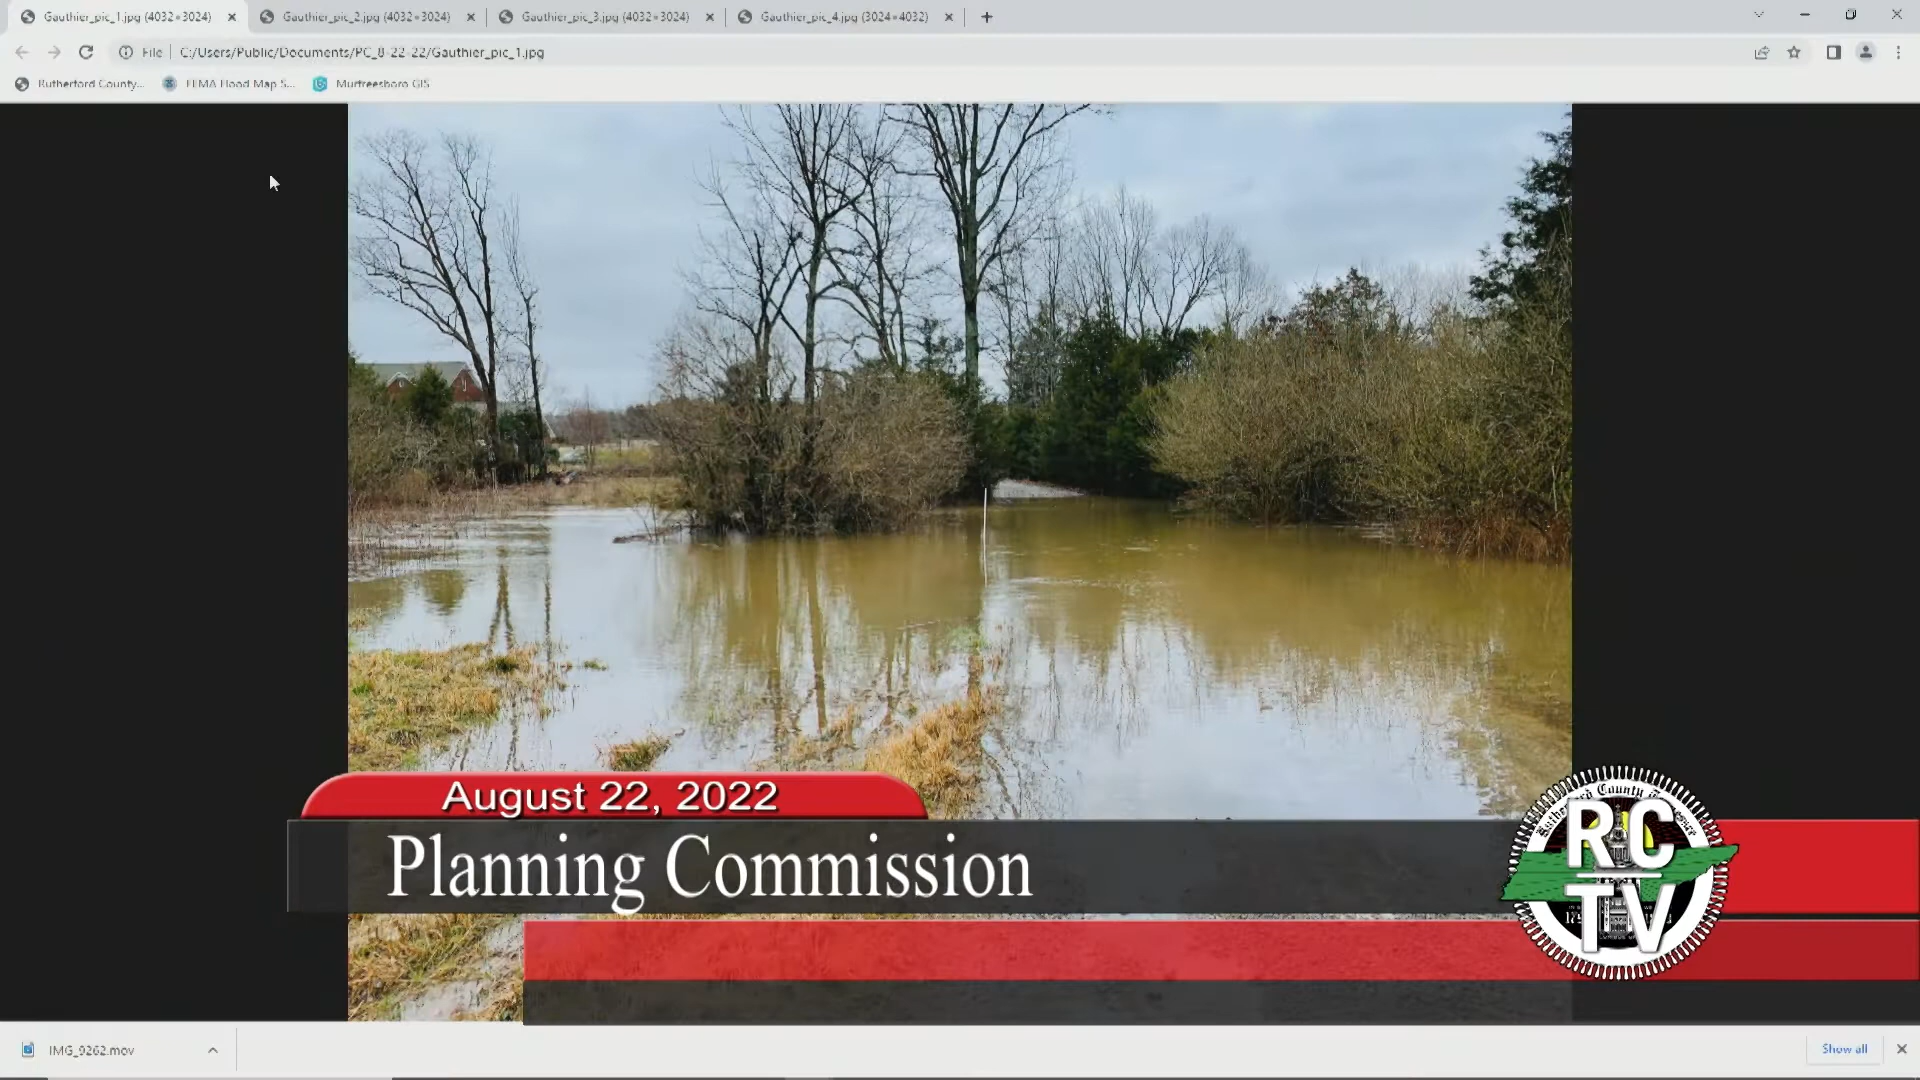 Gauthier_pic_1.jpg (4032×3024)
Gauthier_pic_2.jpg (4032×3024)
Gauthier_pic_3.jpg (4032×3024)
Gauthier_pic_4.jpg (3024×4032)
File C:/Users/Public/Documents/PC_8-22-22/Gauthier_pic_1.jpg
Rutherford County...
FEMA Flood Map S...
Murfreesboro GIS
August 22, 2022
Planning Commission
RC
TV
IMG_9262.mov
Show all